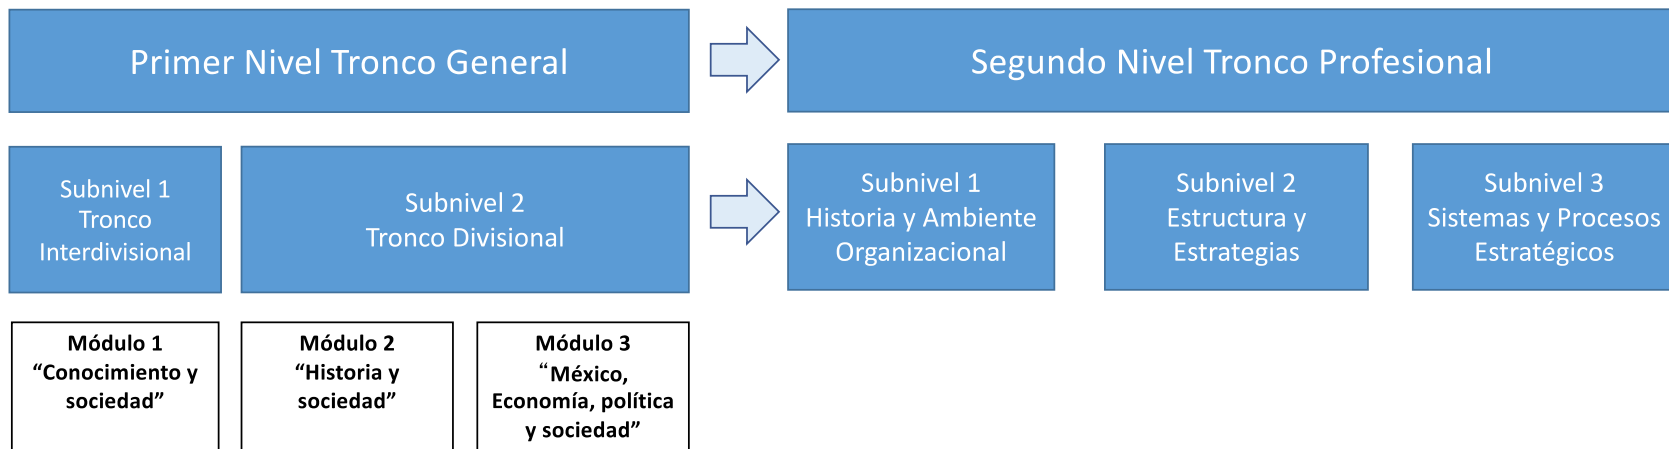 Primer Nivel Tronco General
Segundo Nivel Tronco Profesional
Subnivel 1
Tronco
Interdivisional
Subnivel 2
Tronco Divisional
Subnivel 1
Historia y Ambiente
Organizacional
Subnivel 2
Estructura y
Estrategias
Subnivel 3
Sistemas y Procesos
Estratégicos
Módulo 1
“Conocimiento y
sociedad”
Módulo 2
“Historia y
sociedad”
Módulo 3
“México,
Economía, política
y sociedad”